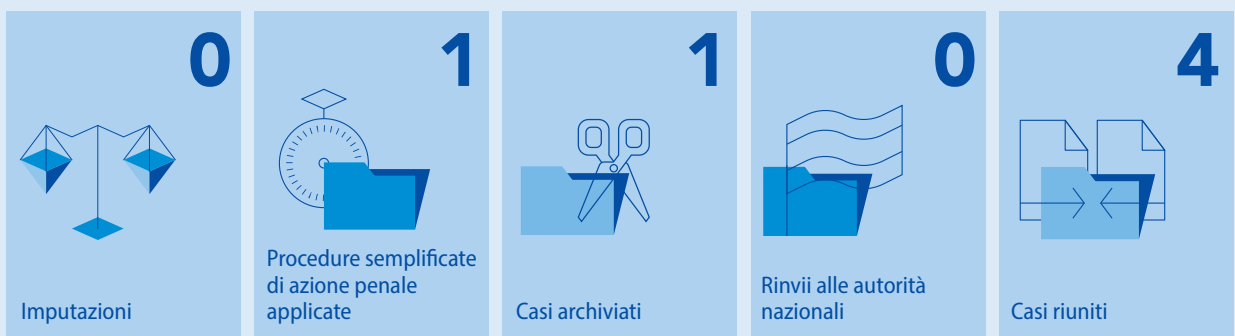 0
Imputazioni
1
Procedure semplificate
di azione penale
applicate
1
Casi archiviati
0
Rinvii alle autorità
nazionali
4
Casi riuniti